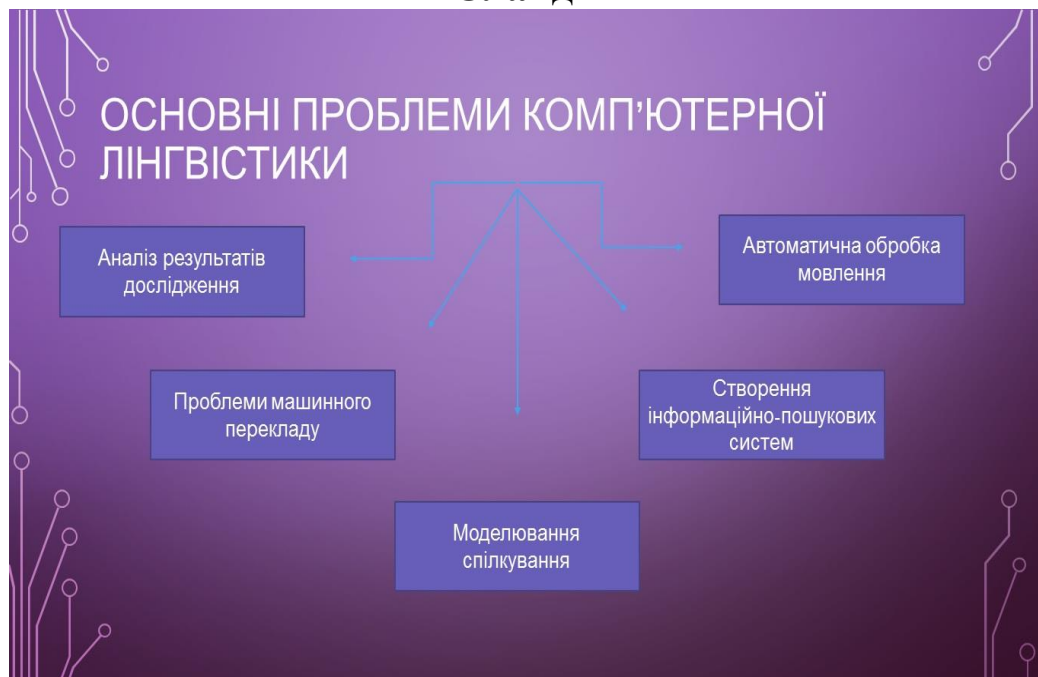 ОСНОВНІ ПРОБЛЕМИ КОМП’ЮТЕРНОЇ
ЛІНГВІСТИКИ
Аналіз результатів
дослідження
Автоматична обробка
мовлення
Проблеми машинного
перекладу
Створення
інформаційно-пошукових
систем
Моделювання
спілкування